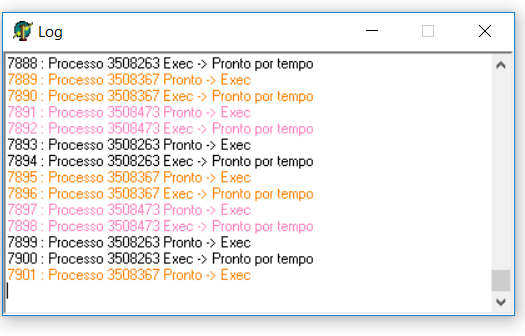 Log
7888 : Processo 3508263 Exec -> Pronto por tempo
7889 : Processo 3508367 Pronto -> Exec
7890 : Processo 3508367 Exec -> Pronto por tempo
7891 : Processo 3508473 Pronto -> Exec
7892 : Processo 3508473 Exec -> Pronto por tempo
7893 : Processo 3508263 Pronto -> Exec
7894 : Processo 3508263 Exec -> Pronto por tempo
7895 : Processo 3508367 Pronto -> Exec
7896 : Processo 3508367 Exec -> Pronto por tempo
7897 : Processo 3508473 Pronto -> Exec
7898 : Processo 3508473 Exec -> Pronto por tempo
7899 : Processo 3508263 Pronto -> Exec
7900 : Processo 3508263 Exec -> Pronto por tempo
7901 : Processo 3508367 Pronto -> Exec